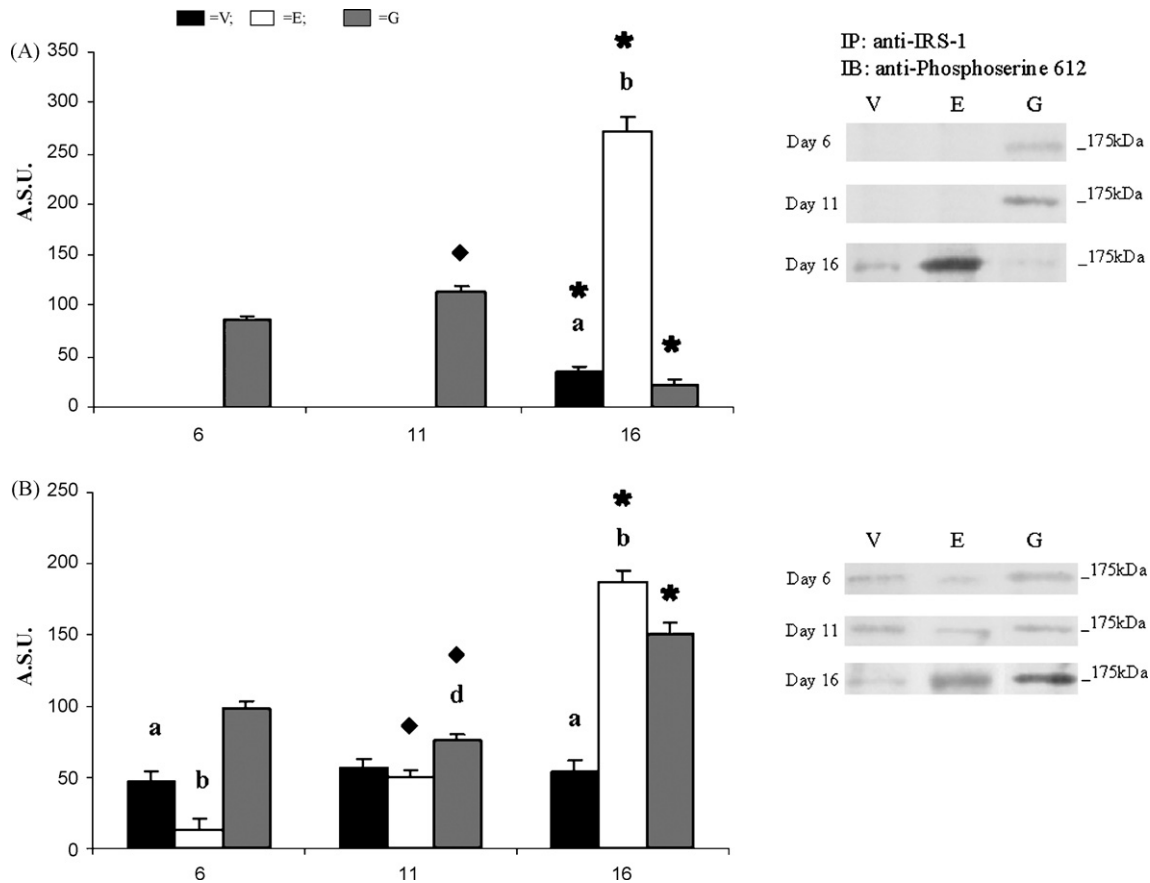 =V; =E; =G
(A)
350
300
250
200
150
100
50
0
A.S.U.
*
b
◆
*
a
*
6 11 16
IP: anti-IRS-1
IB: anti-Phosphoserine 612
V E G
Day 6 _175kDa
Day 11 _175kDa
Day 16 _175kDa
(B)
250
200
150
100
50
0
A.S.U.
a
b
◆
◆
d
a
*
b
*
6 11 16
V E G
Day 6 _175kDa
Day 11 _175kDa
Day 16 _175kDa